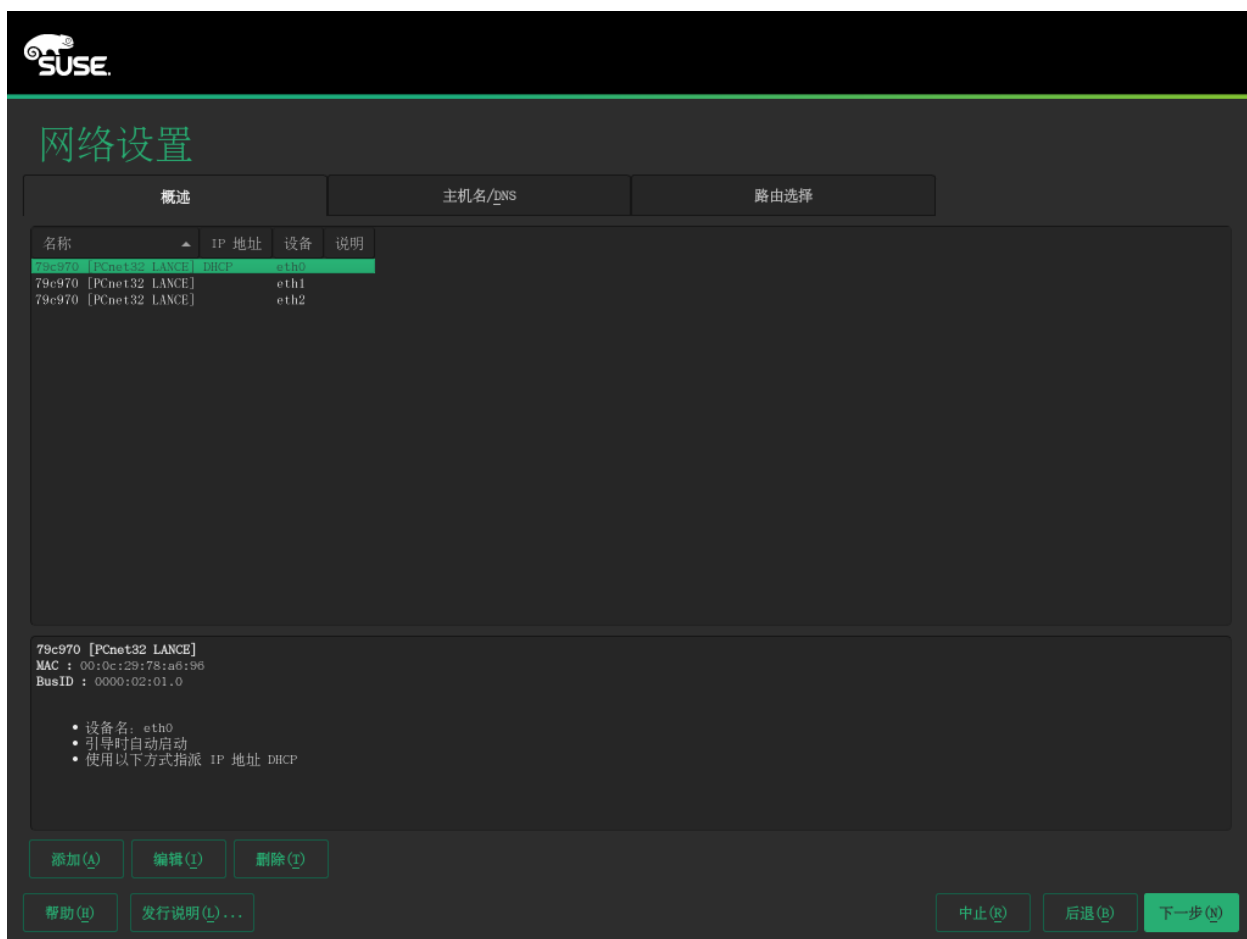 SUSE.
网络设置
概述 主机名/DNS 路由选择
名称 IP 地址 设备 说明
79c970 [PCnet32 LANCE] DHCP eth0
79c970 [PCnet32 LANCE] eth1
79c970 [PCnet32 LANCE] eth2
79c970 [PCnet32 LANCE]
MAC : 00:0c:29:78:a6:96
BusID : 0000:02:01.0
• 设备名: eth0
• 引导时自动启动
• 使用以下方式指派 IP 地址 DHCP
添加(A) 编辑(I) 删除(T)
帮助(H) 发行说明(L)... 中止(R) 后退(B) 下一步(N)